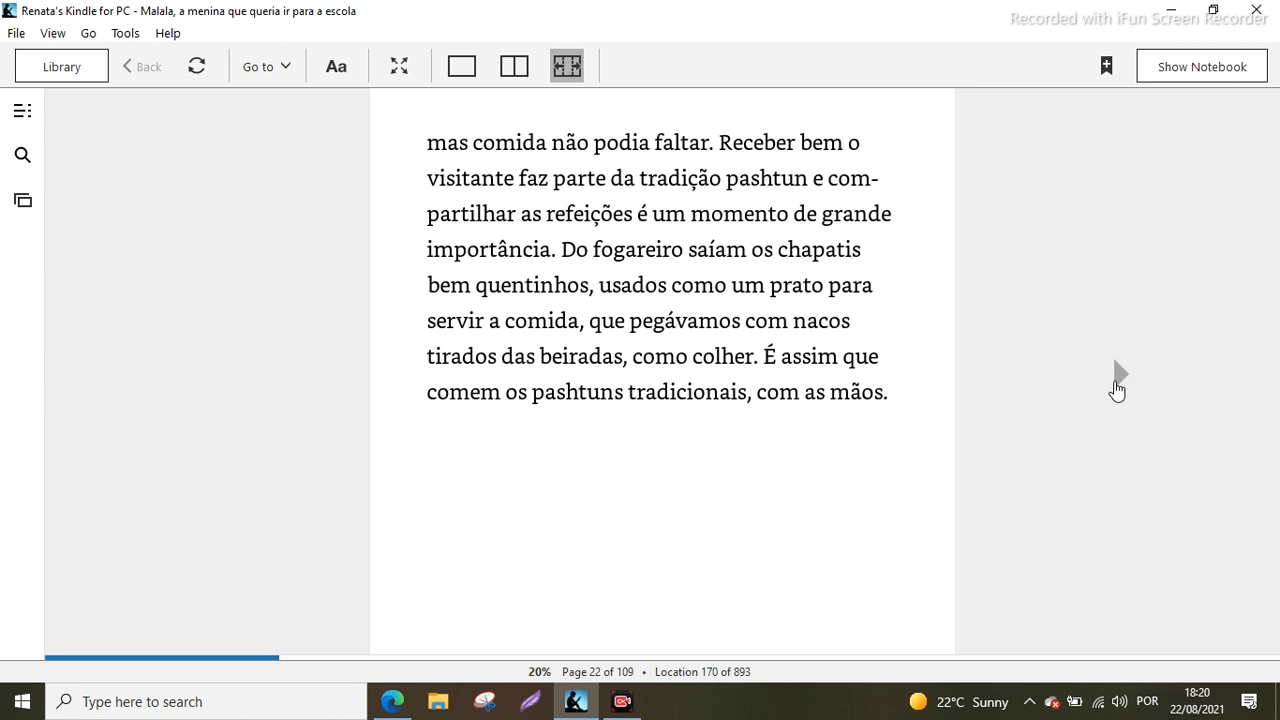 Renata's Kindle for PC - Malala, a menina que queria ir para a escola
Recorded with iFun Screen Recorder
File View Go Tools Help
Library Back Go to Aa Show Notebook
mas comida não podia faltar. Receber bem o
visitante faz parte da tradição pashtun e com-
partilhar as refeições é um momento de grande
importância. Do fogareiro saíam os chapatis
bem quentinhos, usados como um prato para
servir a comida, que pegávamos com nacos
tirados das beiradas, como colher. É assim que
comem os pashtuns tradicionais, com as mãos.
20% Page 22 of 109 • Location 170 of 893
Type here to search
22°C Sunny
POR
18:20
22/08/2021